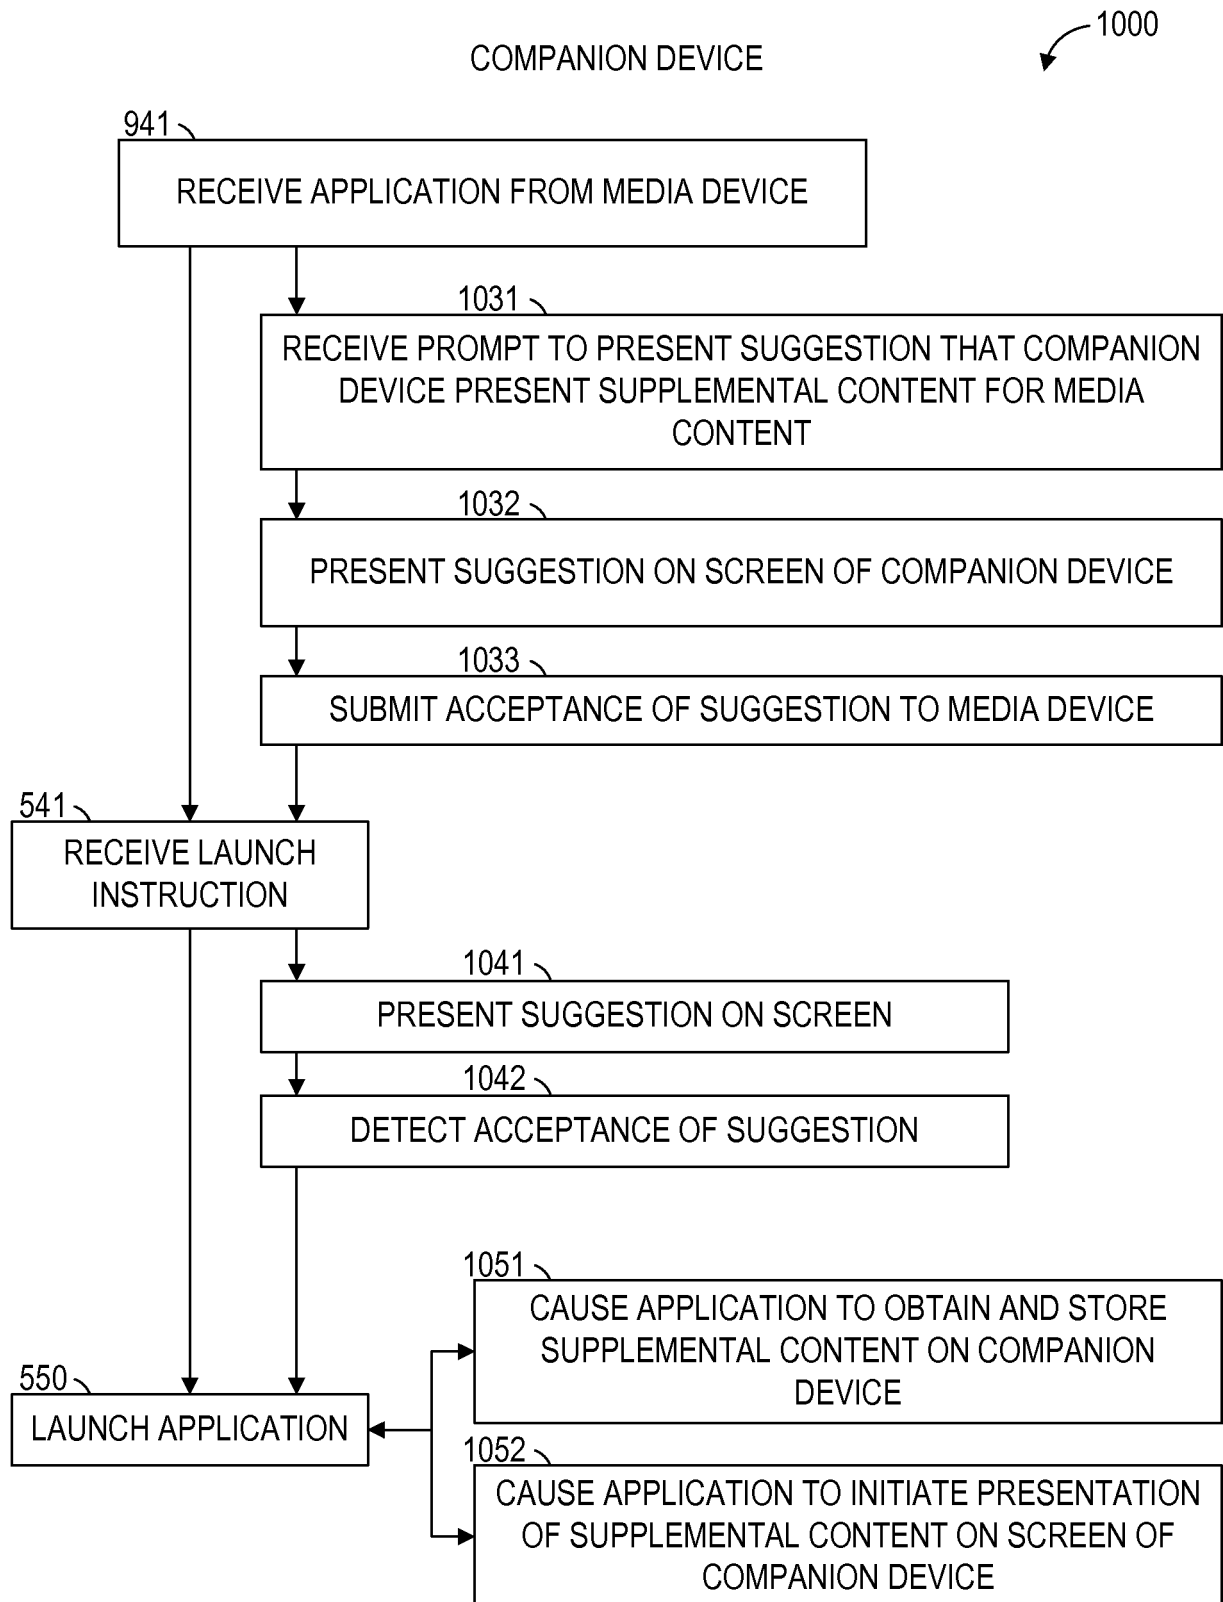 1000
COMPANION DEVICE
941
RECEIVE APPLICATION FROM MEDIA DEVICE
1031
RECEIVE PROMPT TO PRESENT SUGGESTION THAT COMPANION
DEVICE PRESENT SUPPLEMENTAL CONTENT FOR MEDIA
CONTENT
1032
PRESENT SUGGESTION ON SCREEN OF COMPANION DEVICE
1033
SUBMIT ACCEPTANCE OF SUGGESTION TO MEDIA DEVICE
541
RECEIVE LAUNCH
INSTRUCTION
1041
PRESENT SUGGESTION ON SCREEN
1042
DETECT ACCEPTANCE OF SUGGESTION
1051
CAUSE APPLICATION TO OBTAIN AND STORE
SUPPLEMENTAL CONTENT ON COMPANION
DEVICE
550
LAUNCH APPLICATION
1052
CAUSE APPLICATION TO INITIATE PRESENTATION
OF SUPPLEMENTAL CONTENT ON SCREEN OF
COMPANION DEVICE